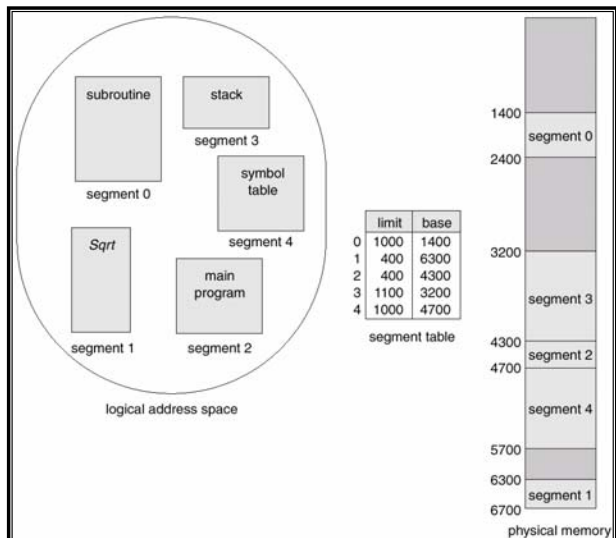 subroutine
segment 0
stack
segment 3
symbol
table
segment 4
Sqrt
segment 1
main
program
segment 2
logical address space
limit base
0 1000 1400
1 400 6300
2 400 4300
3 1100 3200
4 1000 4700
segment table
1400
segment 0
2400
3200
segment 3
4300
segment 2
4700
segment 4
5700
6300
segment 1
6700
physical memory